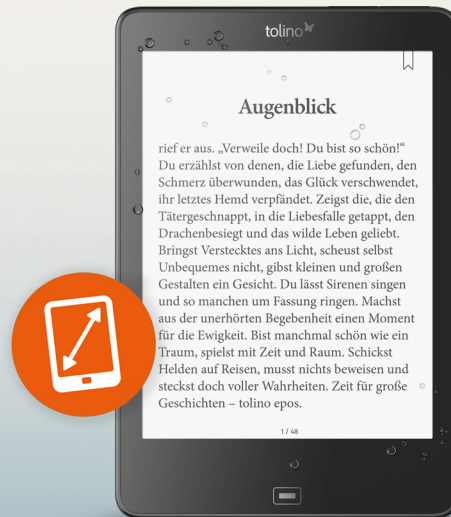 tolino
Augenblick
rief er aus. „Verweile doch! Du bist so schön!“
Du erzählst von denen, die Liebe gefunden, den
Schmerz überwunden, das Glück verschwendet,
ihr letztes Hemd verpfändet. Zeigst die, die den
Tätergeschnappt, in die Liebesfalle getappt, den
Drachenbesiegt und das wilde Leben geliebt.
Bringst Verstecktes ans Licht, scheust selbst
Unbequemes nicht, gibst kleinen und großen
Gestalten ein Gesicht. Du lässt Sirenen singen
und so manchen um Fassung ringen. Machst
aus der unerhörten Begebenheit einen Moment
für die Ewigkeit. Bist manchmal schön wie ein
Traum, spielst mit Zeit und Raum. Schickst
Helden auf Reisen, musst nichts beweisen und
steckst doch voller Wahrheiten. Zeit für große
Geschichten – tolino epos.
1 / 48